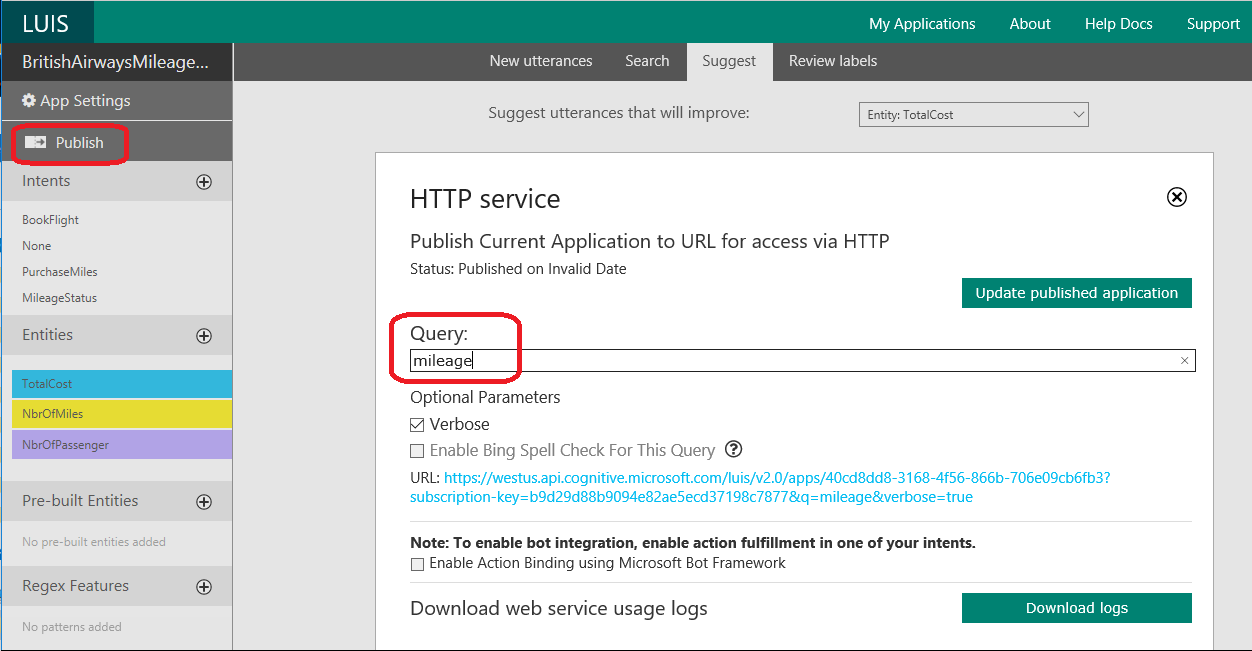 LUIS
My Applications About Help Docs Support
BritishAirwaysMileage...
New utterances Search Suggest Review labels
App Settings
Suggest utterances that will improve: Entity: TotalCost
Publish
Intents
BookFlight
None
PurchaseMiles
MileageStatus
Entities
TotalCost
NbrOfMiles
NbrOfPassenger
Pre-built Entities
No pre-built entities added
Regex Features
No patterns added
HTTP service
Publish Current Application to URL for access via HTTP
Status: Published on Invalid Date
Update published application
Query:
mileage
Optional Parameters
Verbose
Enable Bing Spell Check For This Query
URL: https://westus.api.cognitive.microsoft.com/luis/v2.0/apps/40cd8dd8-3168-4f56-866b-706e09cb6fb3?
subscription-key=b9d29d88b9094e82ae5ecd37198c7877&q=mileage&verbose=true
Note: To enable bot integration, enable action fulfillment in one of your intents.
Enable Action Binding using Microsoft Bot Framework
Download web service usage logs
Download logs